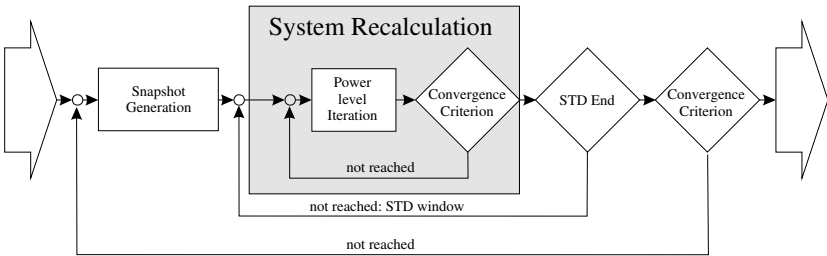 System Recalculation
Snapshot
Generation
Power
level
Iteration
Convergence
Criterion
STD End
Convergence
Criterion
not reached
not reached: STD window
not reached